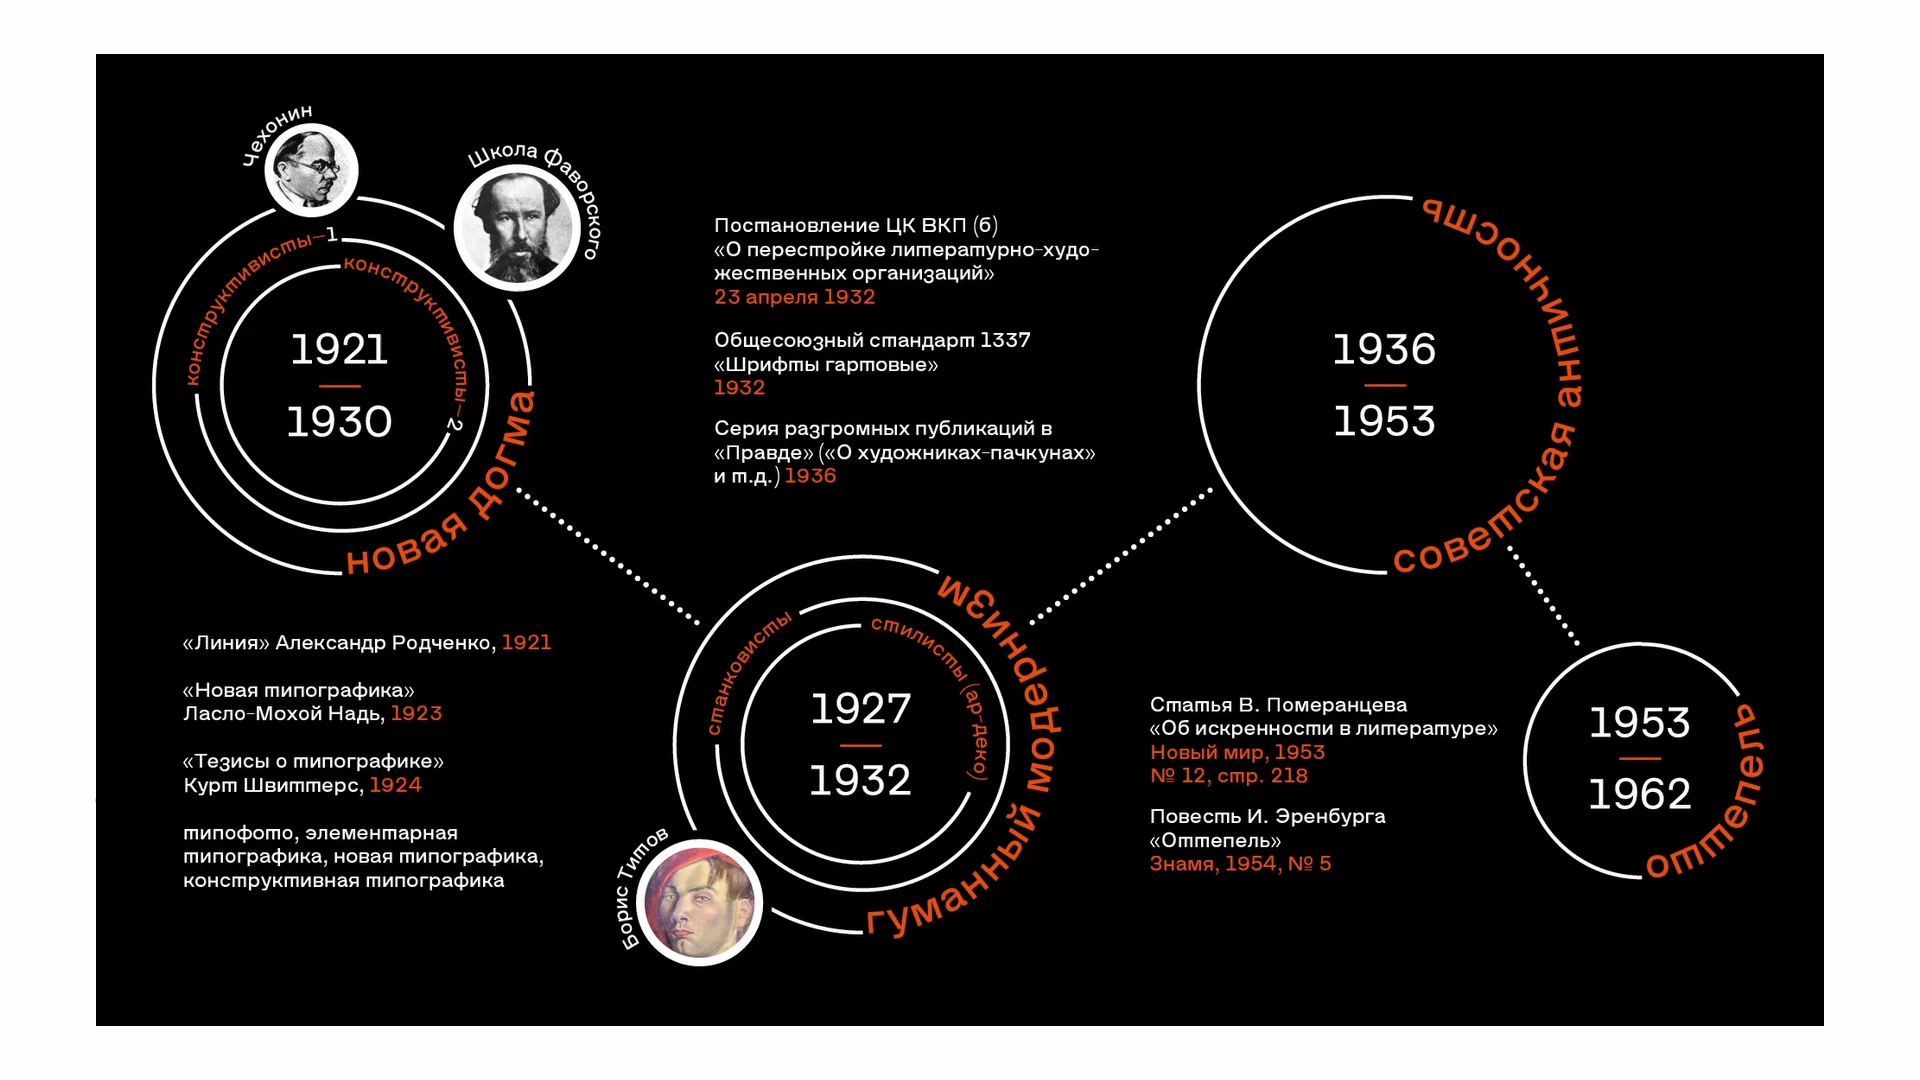 Чехонин
Школа Фаворского
конструктивисты–1
конструктивисты–2
1921
1930
новая догма
«Линия» Александр Родченко, 1921
«Новая типографика»
Ласло-Мохой Надь, 1923
«Тезисы о типографике»
Курт Швиттерс, 1924
типофото, элементарная
типографика, новая типографика,
конструктивная типографика
Постановление ЦК ВКП (б)
«О перестройке литературно-худо-
жественных организаций»
23 апреля 1932
Общесоюзный стандарт 1337
«Шрифты гартовые»
1932
Серия разгромных публикаций в
«Правде» («О художниках-пачкунах»
и т.д.) 1936
станковисты
стилисты (ар-деко)
1927
1932
гуманный модернизм
Борис Титов
1936
1953
советская античность
Статья В. Померанцева
«Об искренности в литературе»
Новый мир, 1953
№ 12, стр. 218
Повесть И. Эренбурга
«Оттепель»
Знамя, 1954, № 5
1953
1962
оттепель